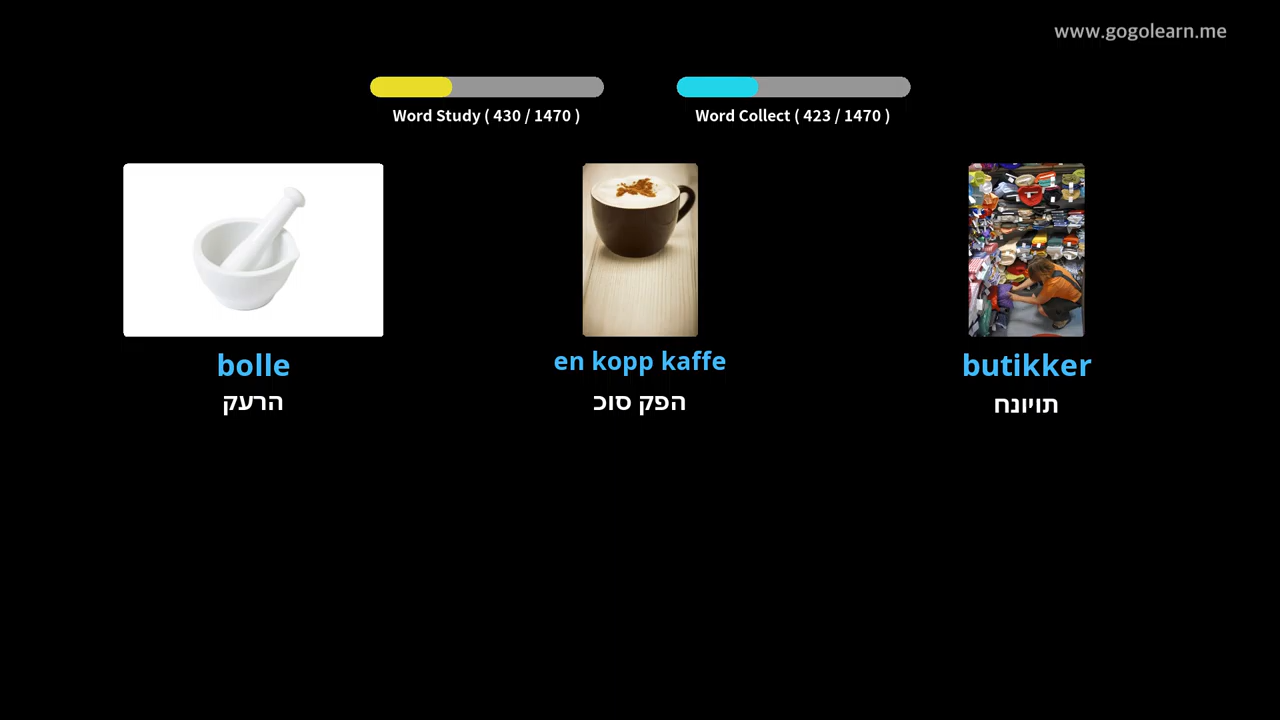 www.gogolearn.me
Word Study ( 430 / 1470 )
Word Collect ( 423 / 1470 )
bolle
הרעק
en kopp kaffe
הפק סוכ
butikker
תויונח